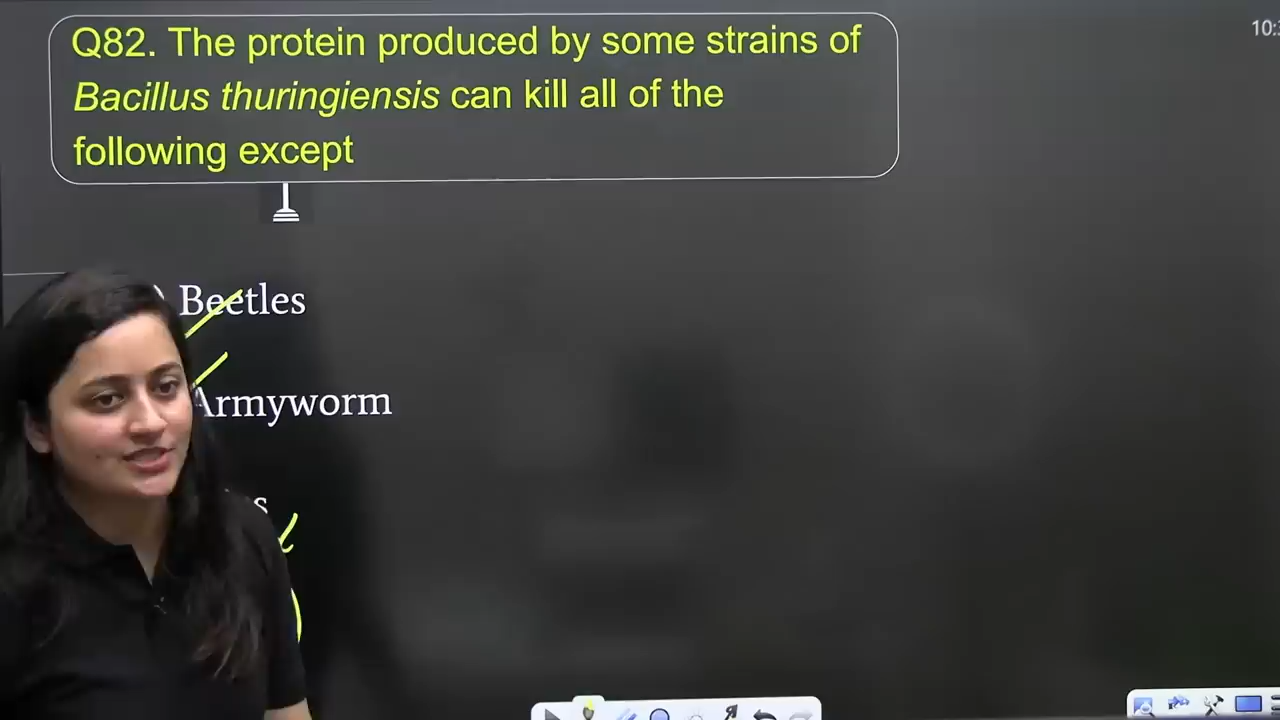 Q82. The protein produced by some strains of
Bacillus thuringiensis can kill all of the
following except
10:
) Beetles
Armyworm
s